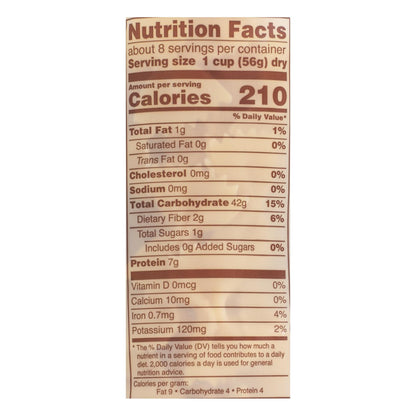 Nutrition Facts
about 8 servings per container
Serving size 1 cup (56g) dry
Amount per serving
Calories 210
% Daily Value*
Total Fat 1g 1%
Saturated Fat 0g 0%
Trans Fat 0g
Cholesterol 0mg 0%
Sodium 0mg 0%
Total Carbohydrate 42g 15%
Dietary Fiber 2g 6%
Total Sugars 1g
Includes 0g Added Sugars 0%
Protein 7g
Vitamin D 0mcg 0%
Calcium 10mg 0%
Iron 0.7mg 4%
Potassium 120mg 2%
* The % Daily Value (DV) tells you how much a
nutrient in a serving of food contributes to a daily
diet. 2,000 calories a day is used for general
nutrition advice.
Calories per gram:
Fat 9 • Carbohydrate 4 • Protein 4